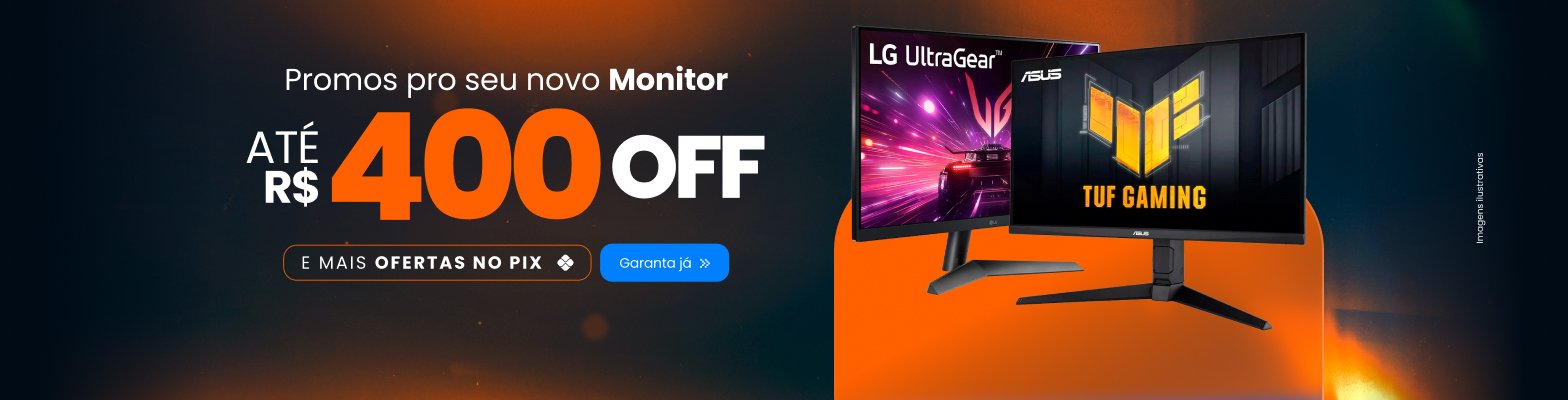 Promos pro seu novo Monitor
ATÉ
R$ 400 OFF
E MAIS OFERTAS NO PIX
Garanta já
LG UltraGear™
LG
ASUS
TUF GAMING
ASUS
Imagens ilustrativas